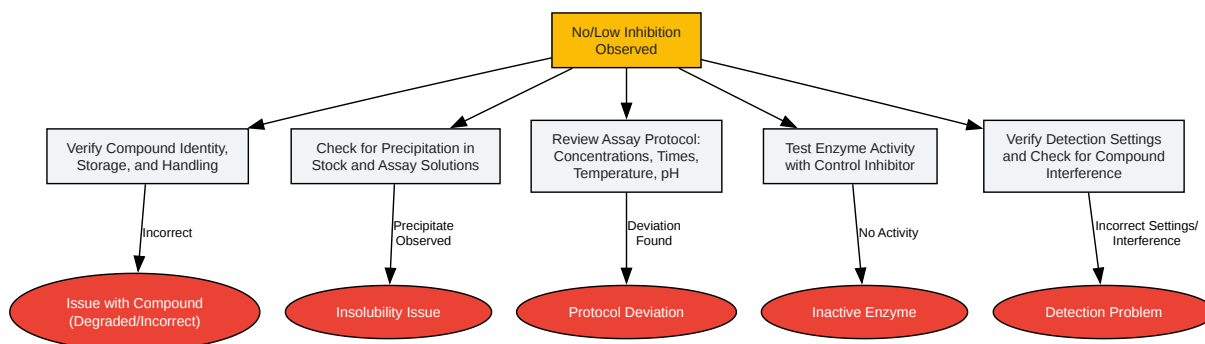 No/Low Inhibition
Observed
Verify Compound Identity,
Storage, and Handling
Check for Precipitation in
Stock and Assay Solutions
Review Assay Protocol:
Concentrations, Times,
Temperature, pH
Test Enzyme Activity
with Control Inhibitor
Verify Detection Settings
and Check for Compound
Interference
Incorrect
Precipitate
Observed
Deviation
Found
No Activity
Incorrect Settings/
Interference
Issue with Compound
(Degraded/Incorrect)
Insolubility Issue
Protocol Deviation
Inactive Enzyme
Detection Problem